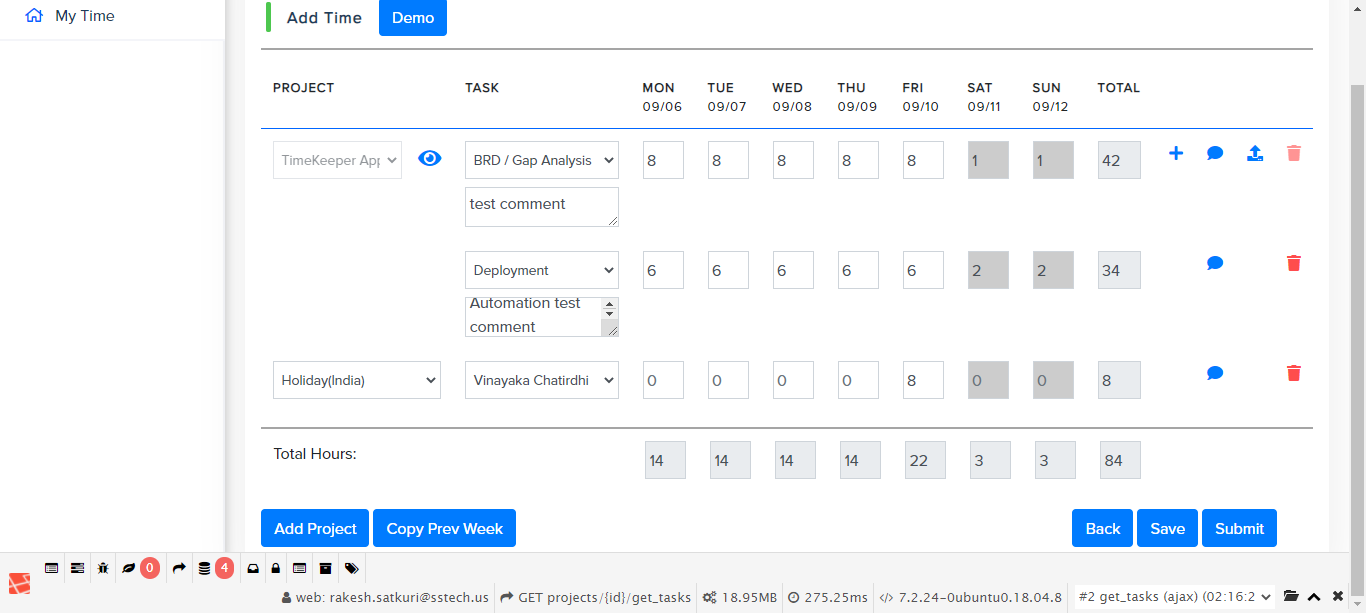 My Time
Add Time Demo
PROJECT TASK MON TUE WED THU FRI SAT SUN TOTAL
09/06 09/07 09/08 09/09 09/10 09/11 09/12
TimeKeeper App BRD / Gap Analysis 8 8 8 8 8 1 1 42
test comment
Deployment 6 6 6 6 6 2 2 34
Automation test
comment
Holiday(India) Vinayaka Chatirdhi 0 0 0 0 8 0 0 8
Total Hours: 14 14 14 14 22 3 3 84
Add Project Copy Prev Week Back Save Submit
0 4
web: rakesh.satkuri@sstech.us GET projects/{id}/get_tasks 18.95MB 275.25ms </> 7.2.24-0ubuntu0.18.04.8 #2 get_tasks (ajax) (02:16:2